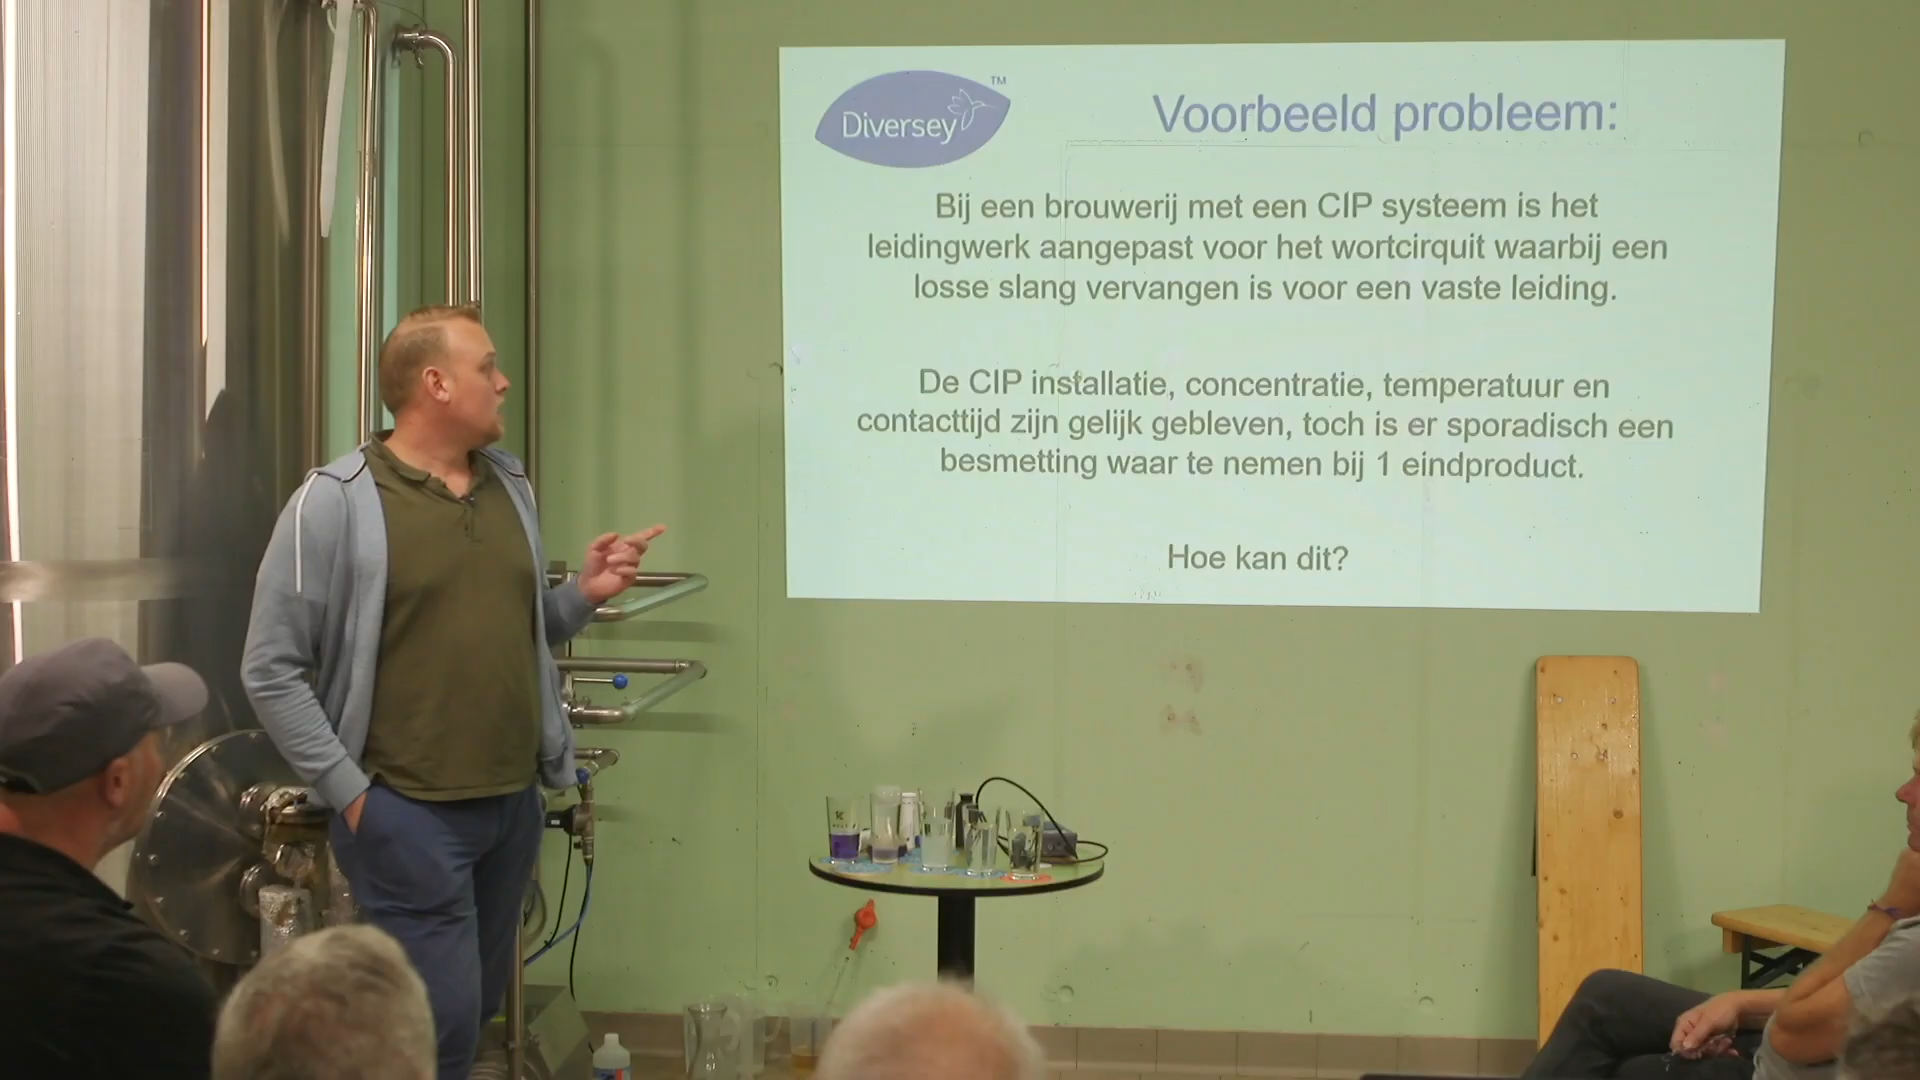 Diversey
TM
Voorbeeld probleem:
Bij een brouwerij met een CIP systeem is het
leidingwerk aangepast voor het wortcirquit waarbij een
losse slang vervangen is voor een vaste leiding.
De CIP installatie, concentratie, temperatuur en
contacttijd zijn gelijk gebleven, toch is er sporadisch een
besmetting waar te nemen bij 1 eindproduct.
Hoe kan dit?